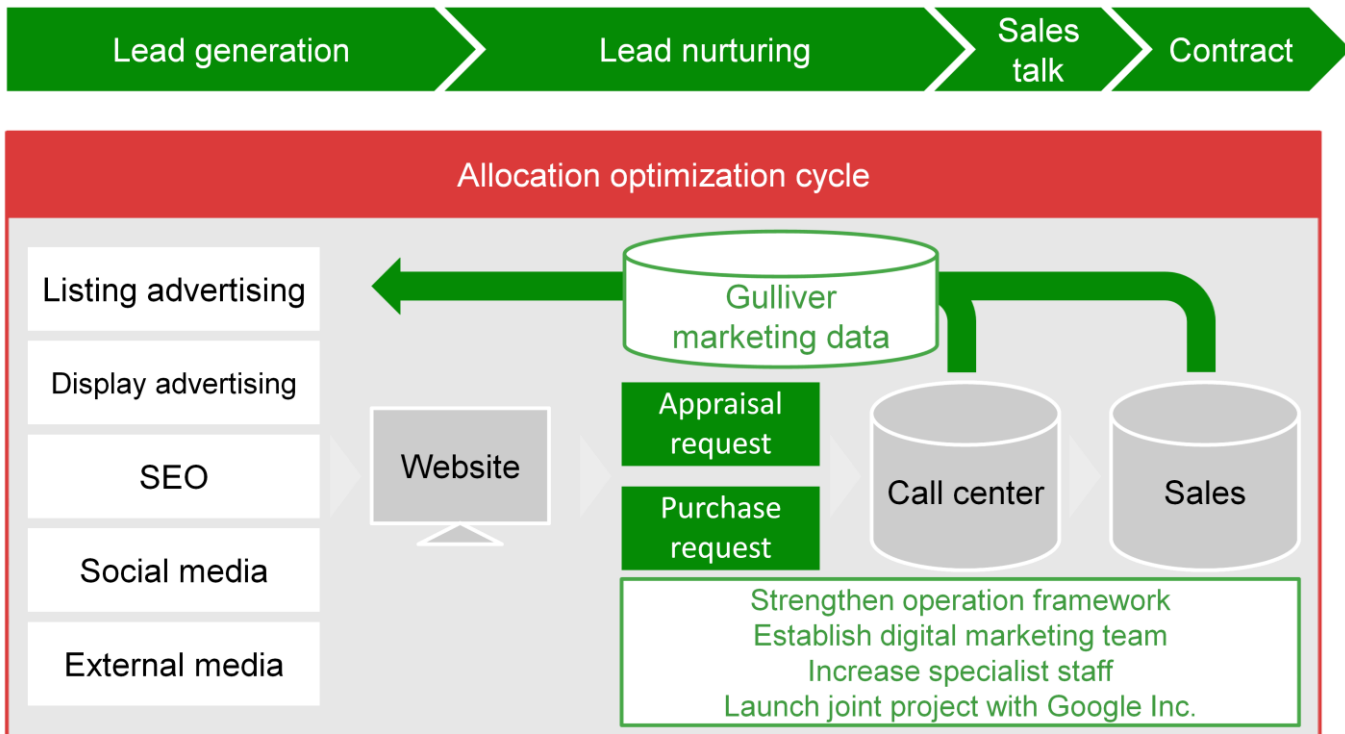 Lead generation
Lead nurturing
Sales
talk
Contract
Allocation optimization cycle
Listing advertising
Display advertising
SEO
Social media
External media
Website
Gulliver
marketing data
Appraisal
request
Purchase
request
Call center
Sales
Strengthen operation framework
Establish digital marketing team
Increase specialist staff
Launch joint project with Google Inc.